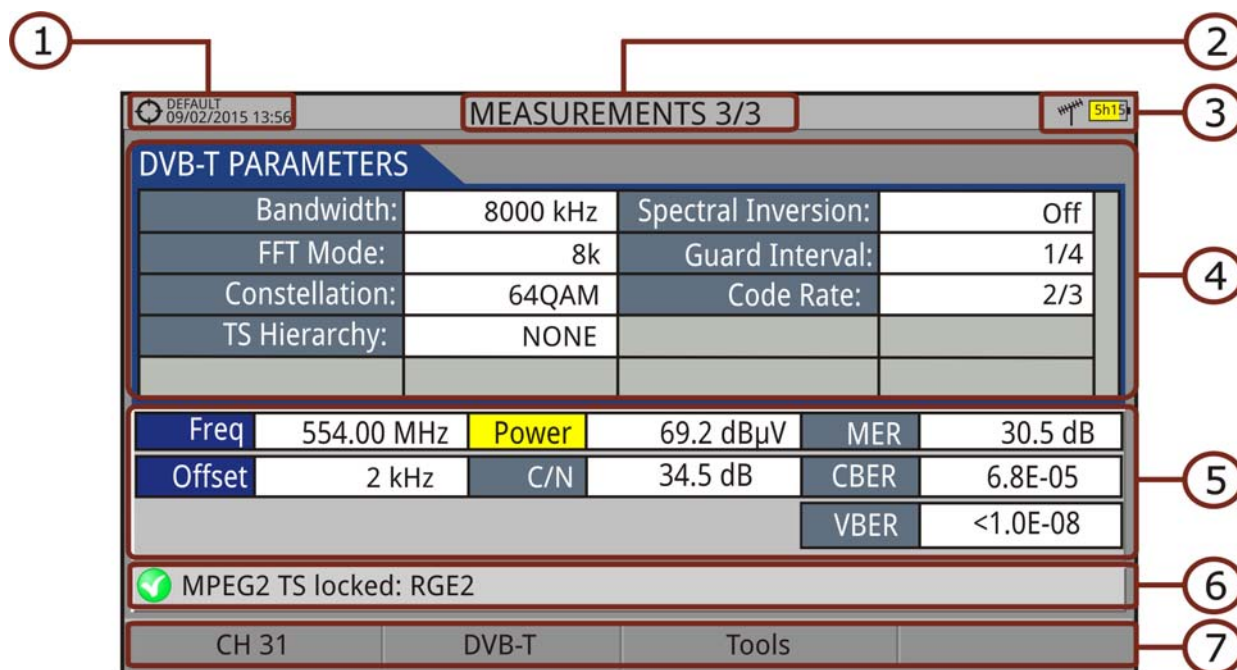 1
2
DEFAULT
09/02/2015 13:56
MEASUREMENTS 3/3
5h15
3
DVB-T PARAMETERS
Bandwidth: 8000 kHz Spectral Inversion: Off
FFT Mode: 8k Guard Interval: 1/4
Constellation: 64QAM Code Rate: 2/3
TS Hierarchy: NONE
4
Freq 554.00 MHz Power 69.2 dBµV MER 30.5 dB
Offset 2 kHz C/N 34.5 dB CBER 6.8E-05
VBER <1.0E-08
5
MPEG2 TS locked: RGE2
6
CH 31 DVB-T Tools
7